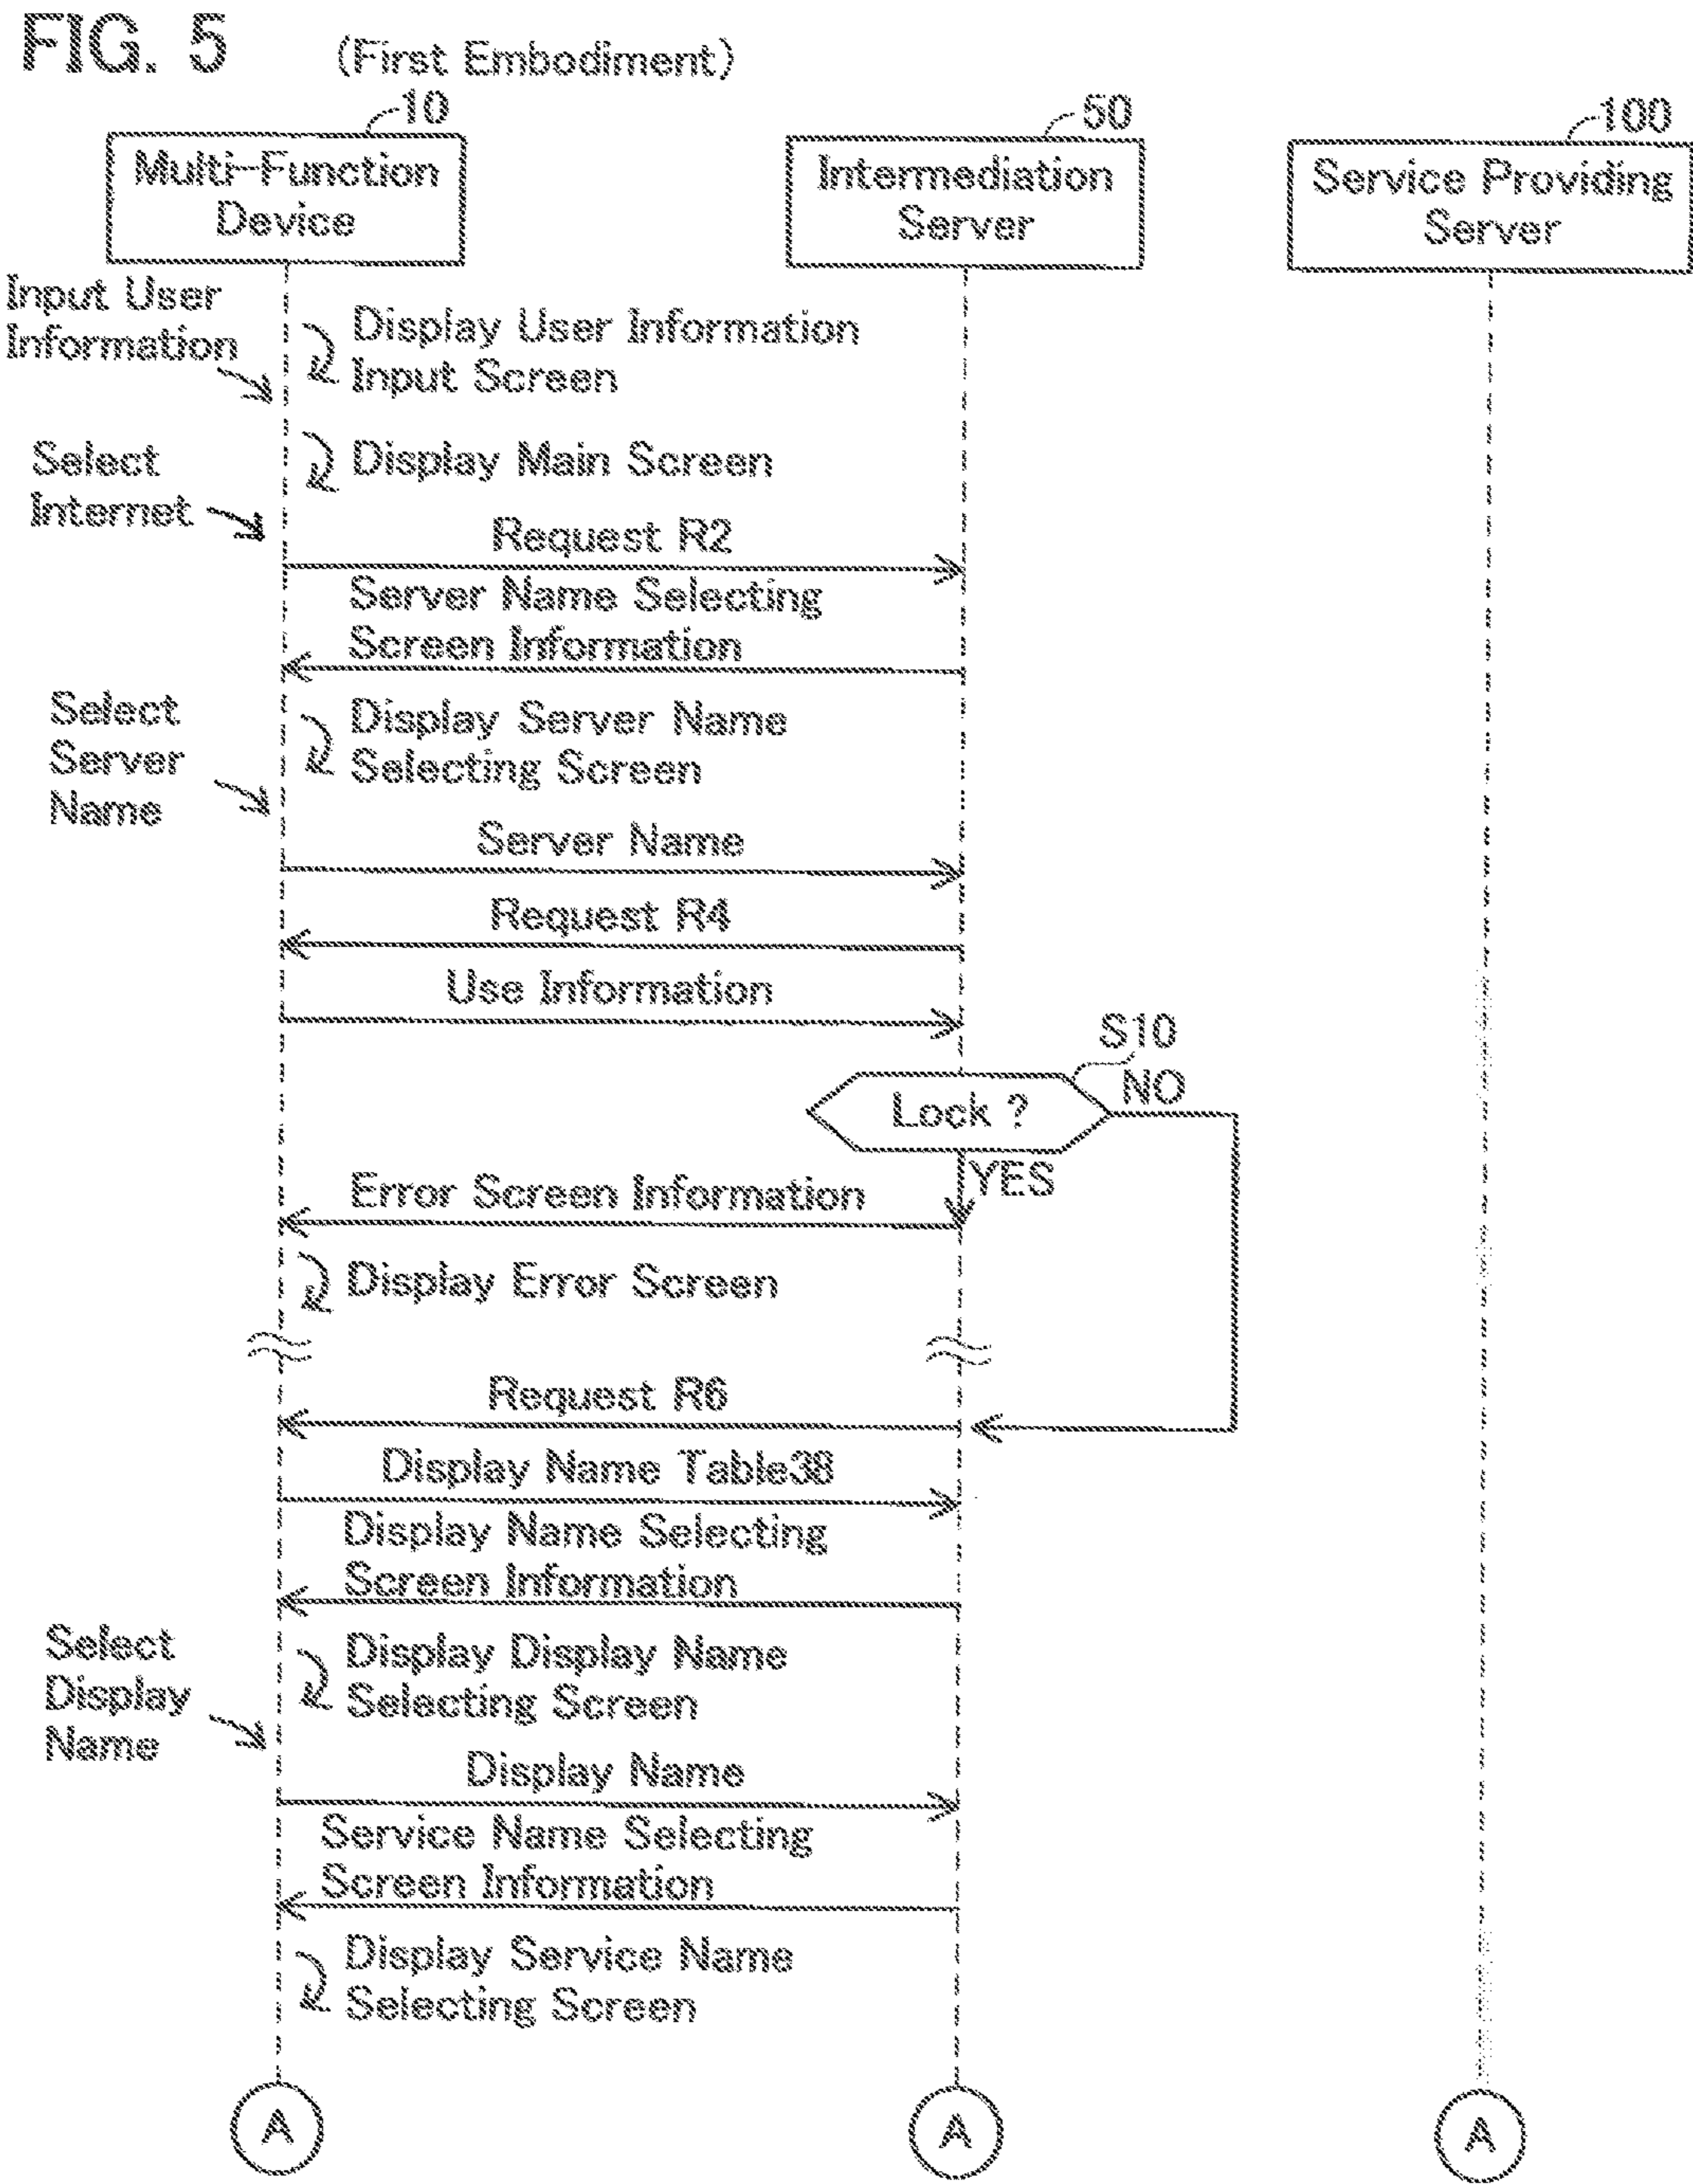 FIG. 5
(First Embodiment)
10
50
100
Multi-Function
Device
Intermediation
Server
Service Providing
Server
Input User
Information
Display User Information
Input Screen
Select
Internet
Display Main Screen
Request R2
Server Name Selecting
Screen Information
Select
Server
Name
Display Server Name
Selecting Screen
Server Name
Request R4
Use Information
S10
Lock ?
NO
YES
Error Screen Information
Display Error Screen
Request R6
Display Name Table38
Display Name Selecting
Screen Information
Select
Display
Name
Display Display Name
Selecting Screen
Display Name
Service Name Selecting
Screen Information
Display Service Name
Selecting Screen
A
A
A